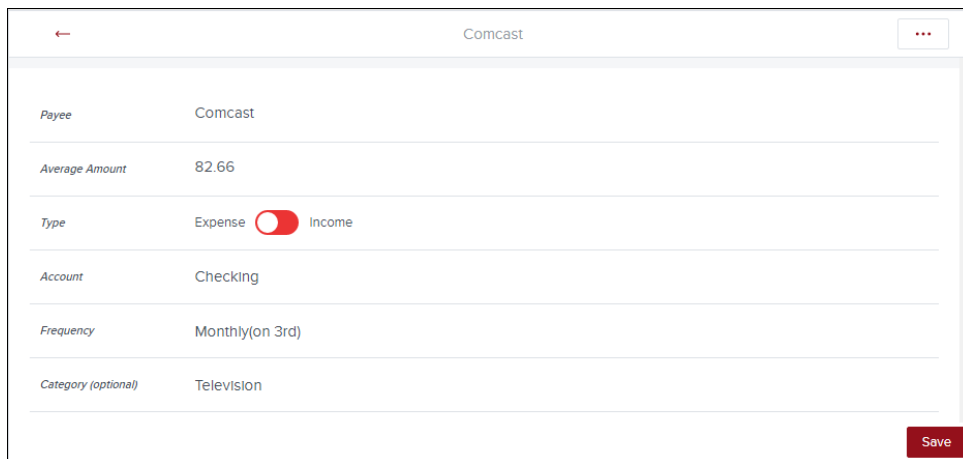 ← Comcast ...
Payee Comcast
Average Amount 82.66
Type Expense Income
Account Checking
Frequency Monthly(on 3rd)
Category (optional) Television
Save